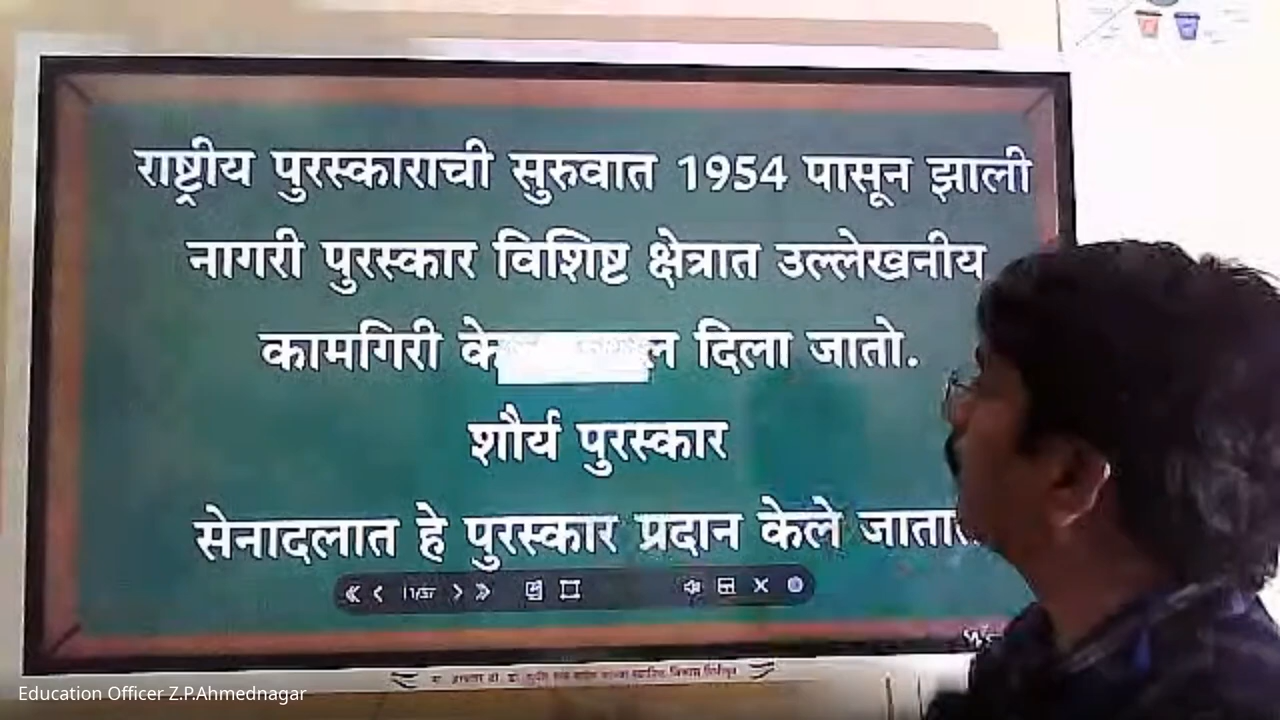 राष्ट्रीय पुरस्काराची सुरुवात 1954 पासून झाली
नागरी पुरस्कार विशिष्ट क्षेत्रात उल्लेखनीय
कामगिरी दिला जातो.
शौर्य पुरस्कार
सेनादलात हे पुरस्कार प्रदान केले जातात
Education Officer Z.P.Ahmednagar